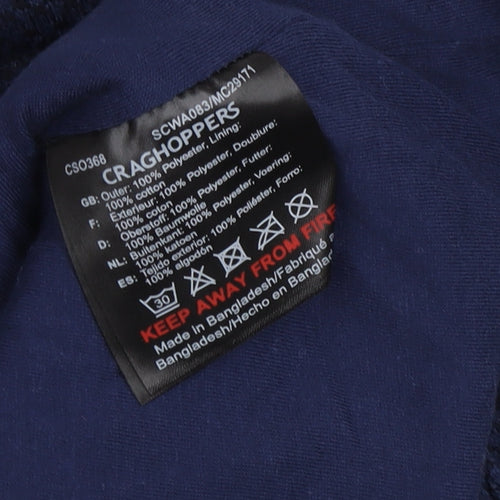 SCWA083/MC29171
CSO368
CRAGHOPPERS
GB: Outer: 100% Polyester, Lining:
100% cotton
F: Exterieur: 100% Polyester, Doublure:
100% coton
D: Oberstoff: 100% Polyester, Futter:
100% Baumwolle
NL: Buitenkant: 100% Polyester, Voering:
100% katoen
ES: Tejido exterior: 100% Poliéster, Forro:
100% algodón
30
KEEP AWAY FROM FIRE
Made in Bangladesh/Fabriqué
Bangladesh/Hecho en Banglad